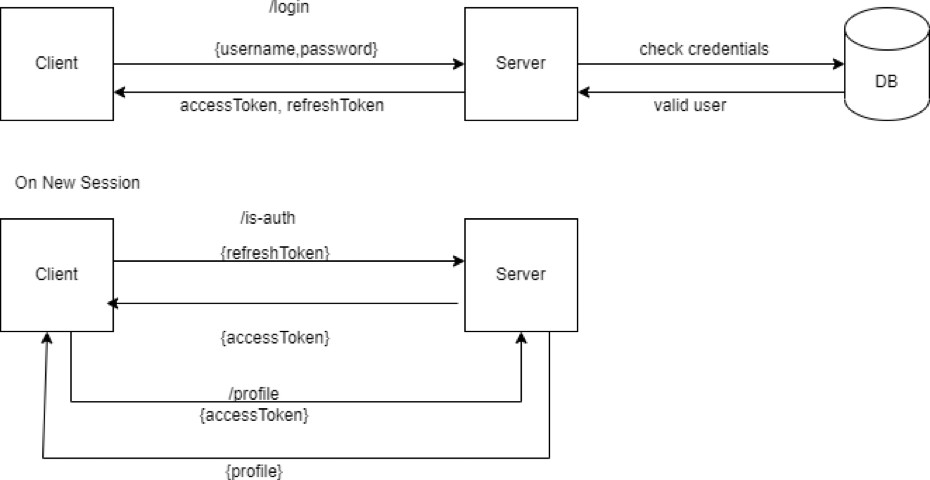 /login
{username,password}
check credentials
Client
Server
DB
accessToken, refreshToken
valid user
On New Session
/is-auth
{refreshToken}
Client
Server
{accessToken}
/profile
{accessToken}
{profile}